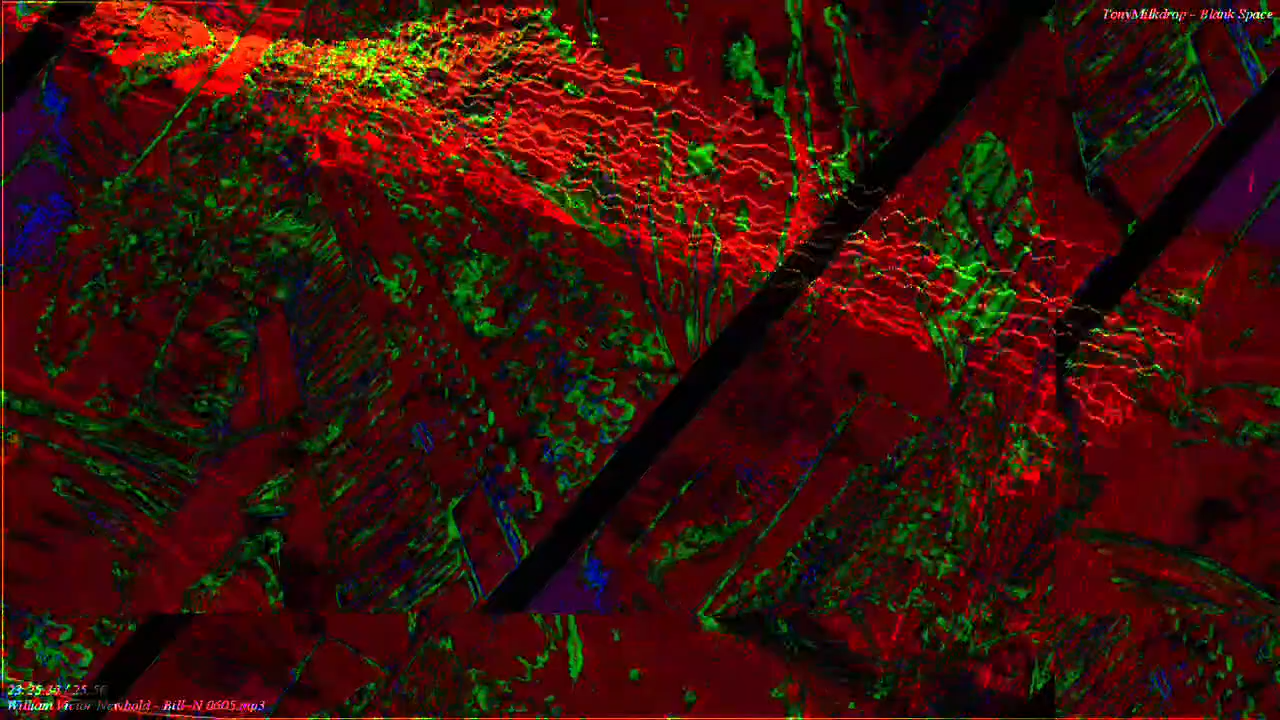 TonyMilkdrop - Blank Space
William Victor Newbold - Bill-N 0605.mp3